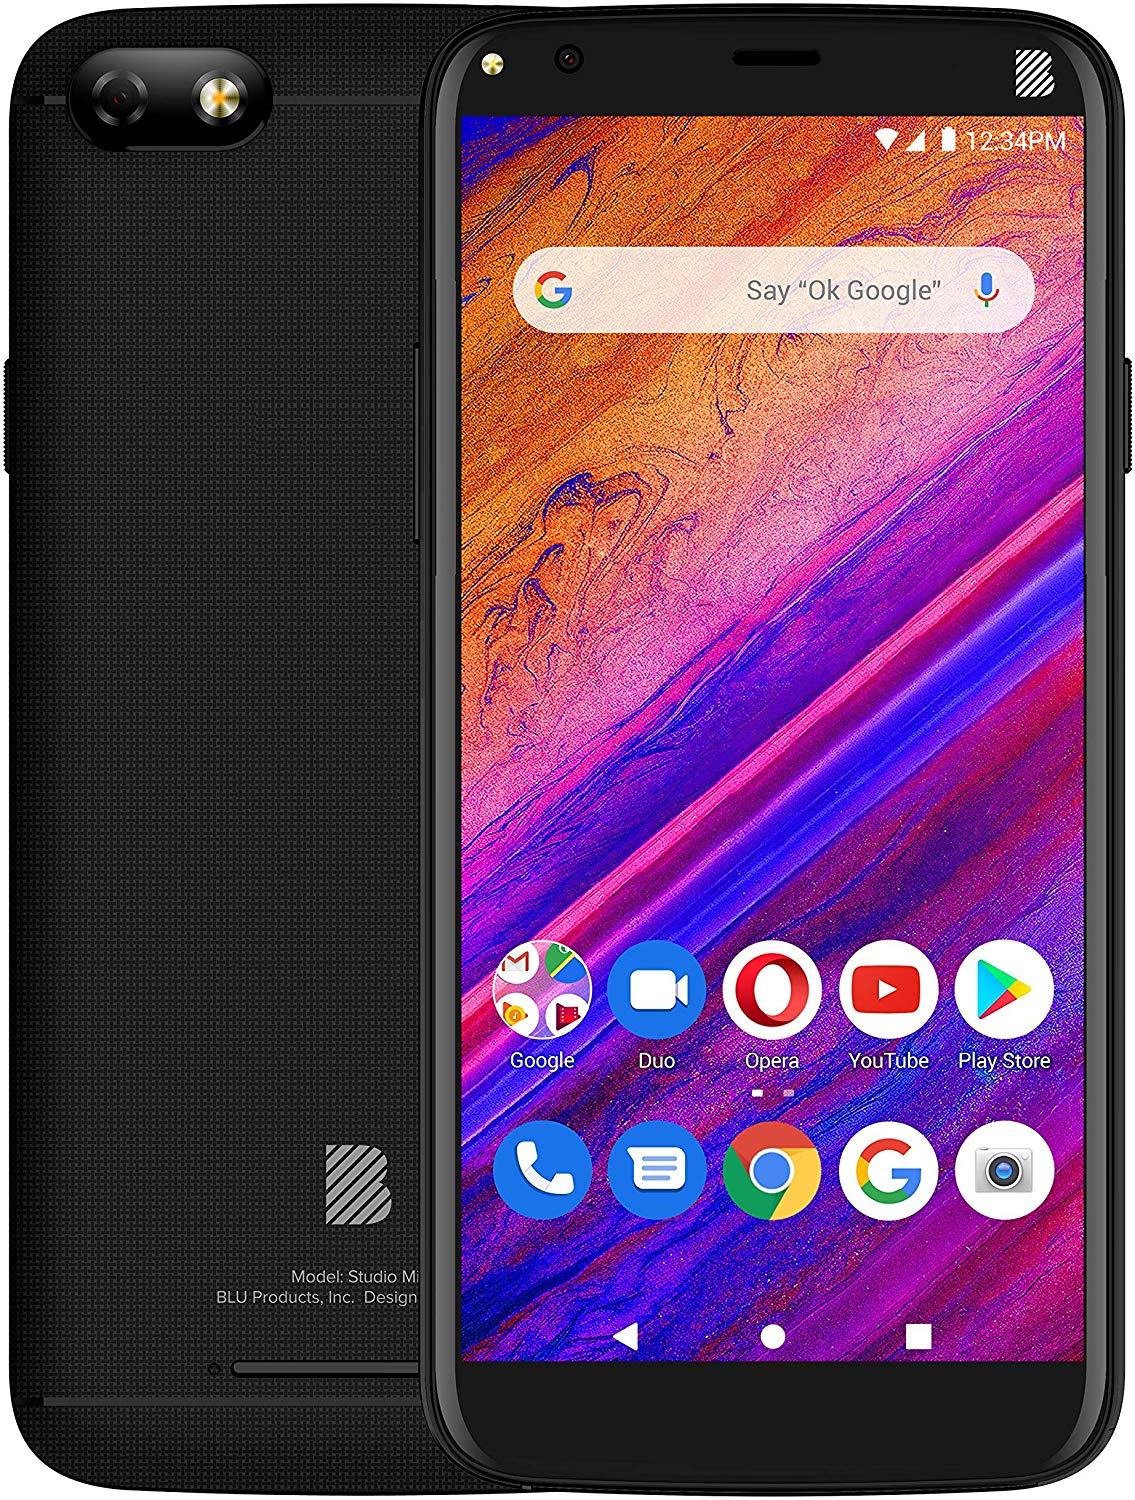 12:34PM
Say “Ok Google”
Google Duo Opera YouTube Play Store
Model: Studio Mi
BLU Products, Inc. Design